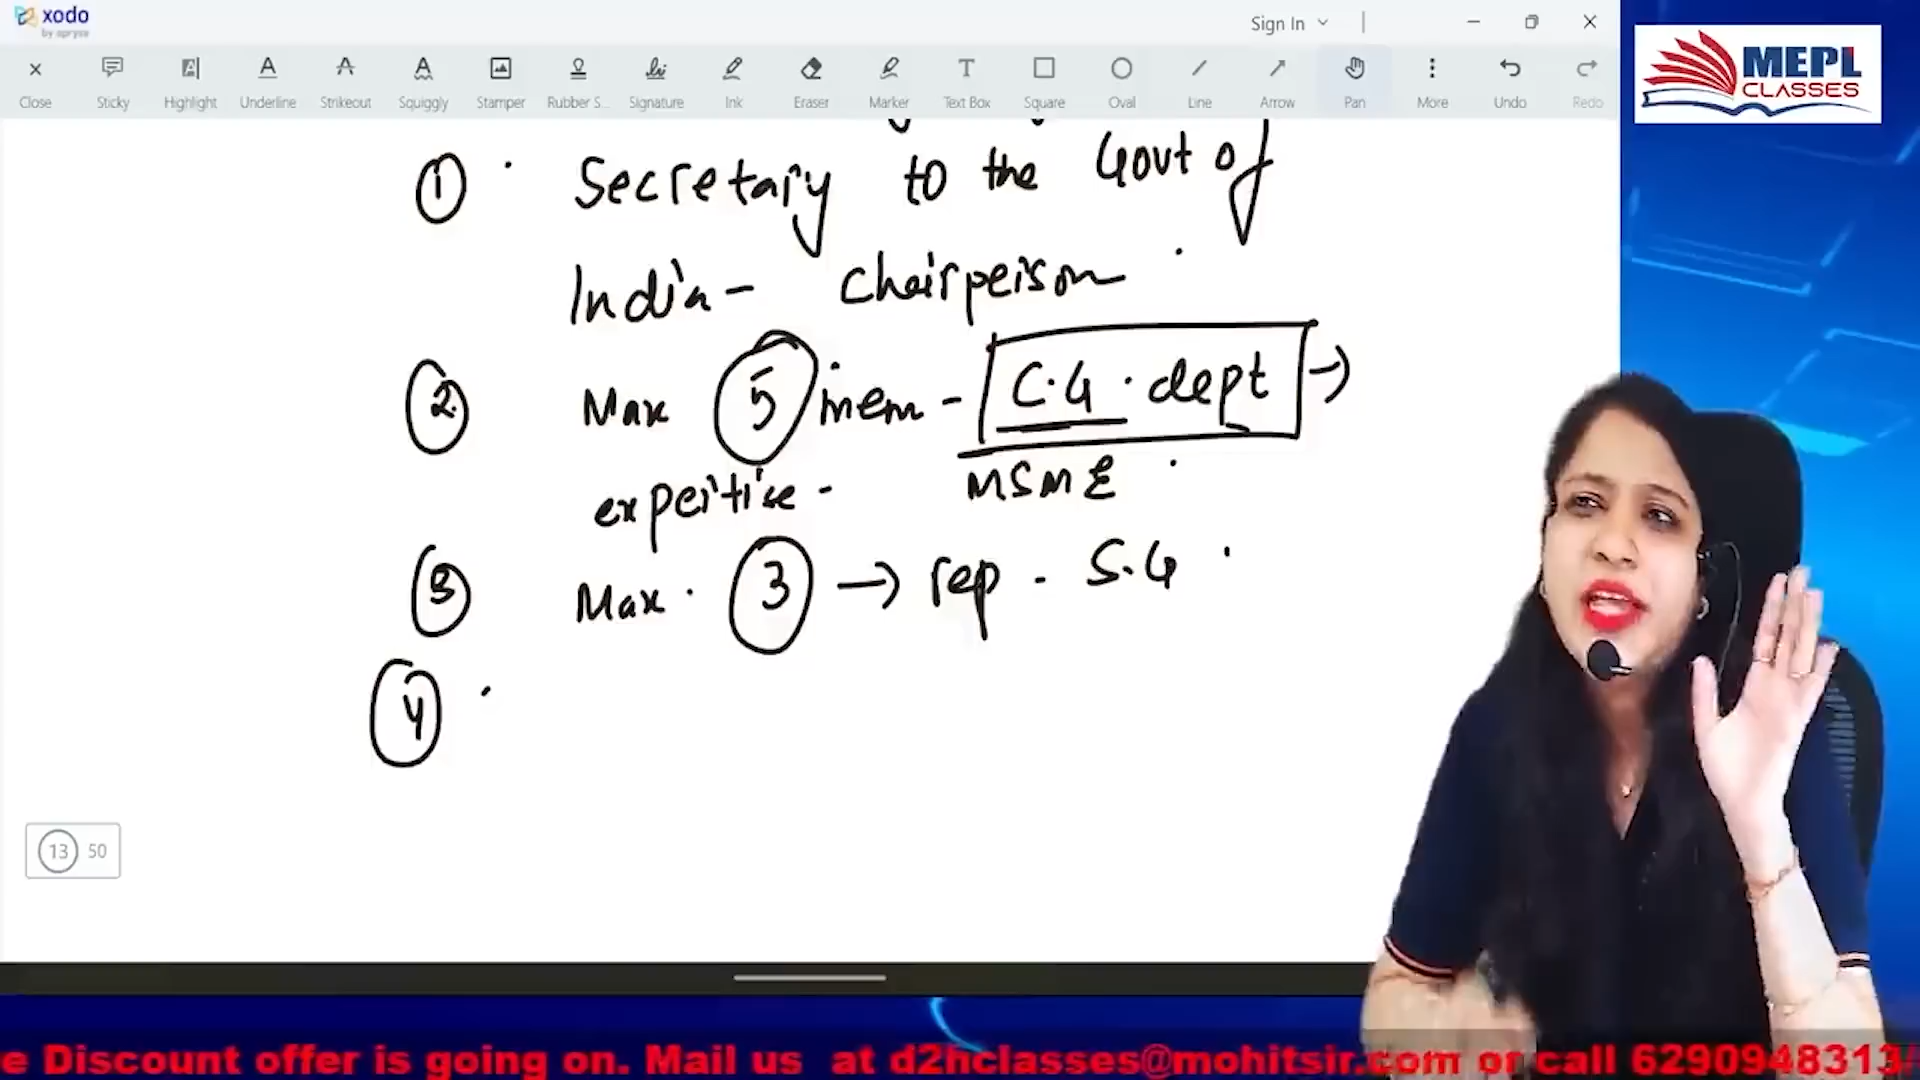 xodo
by apryse
Sign In
Close Sticky Highlight Underline Strikeout Squiggly Stamper Rubber S... Signature Ink Eraser Marker Text Box Square Oval Line Arrow Pan More Undo Redo
MEPL
CLASSES
① Secretary to the Govt of
India - Chairperson
② Max 5 mem - C.G. dept →
expertise - MSME
③ Max. 3 → rep - S.G
④
13 50
e Discount offer is going on. Mail us at d2hclasses@mohitsir.com or call 6290948313/